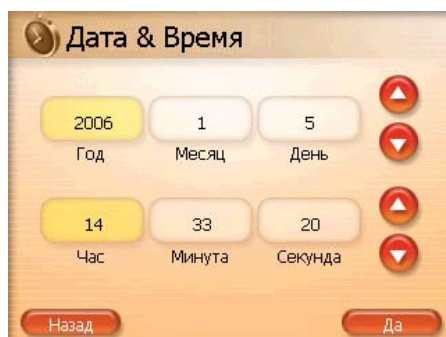 Дата & Время
2006 1 5
Год Месяц День
14 33 20
Час Минута Секунда
Назад Да